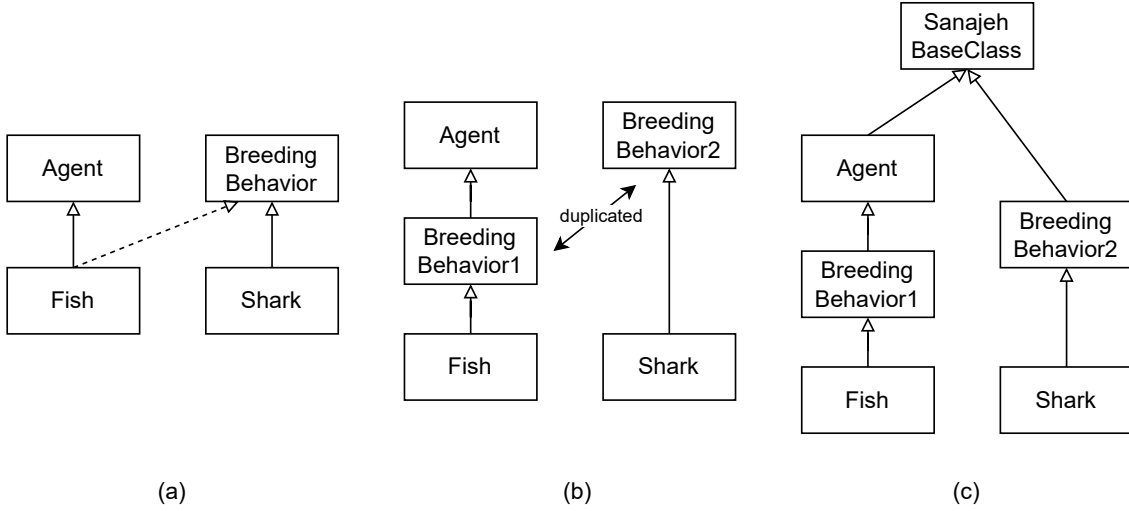 Agent
Breeding
Behavior
Fish
Shark
(a)
Agent
Breeding
Behavior2
duplicated
Breeding
Behavior1
Fish
Shark
(b)
Sanajeh
BaseClass
Agent
Breeding
Behavior2
Breeding
Behavior1
Fish
Shark
(c)